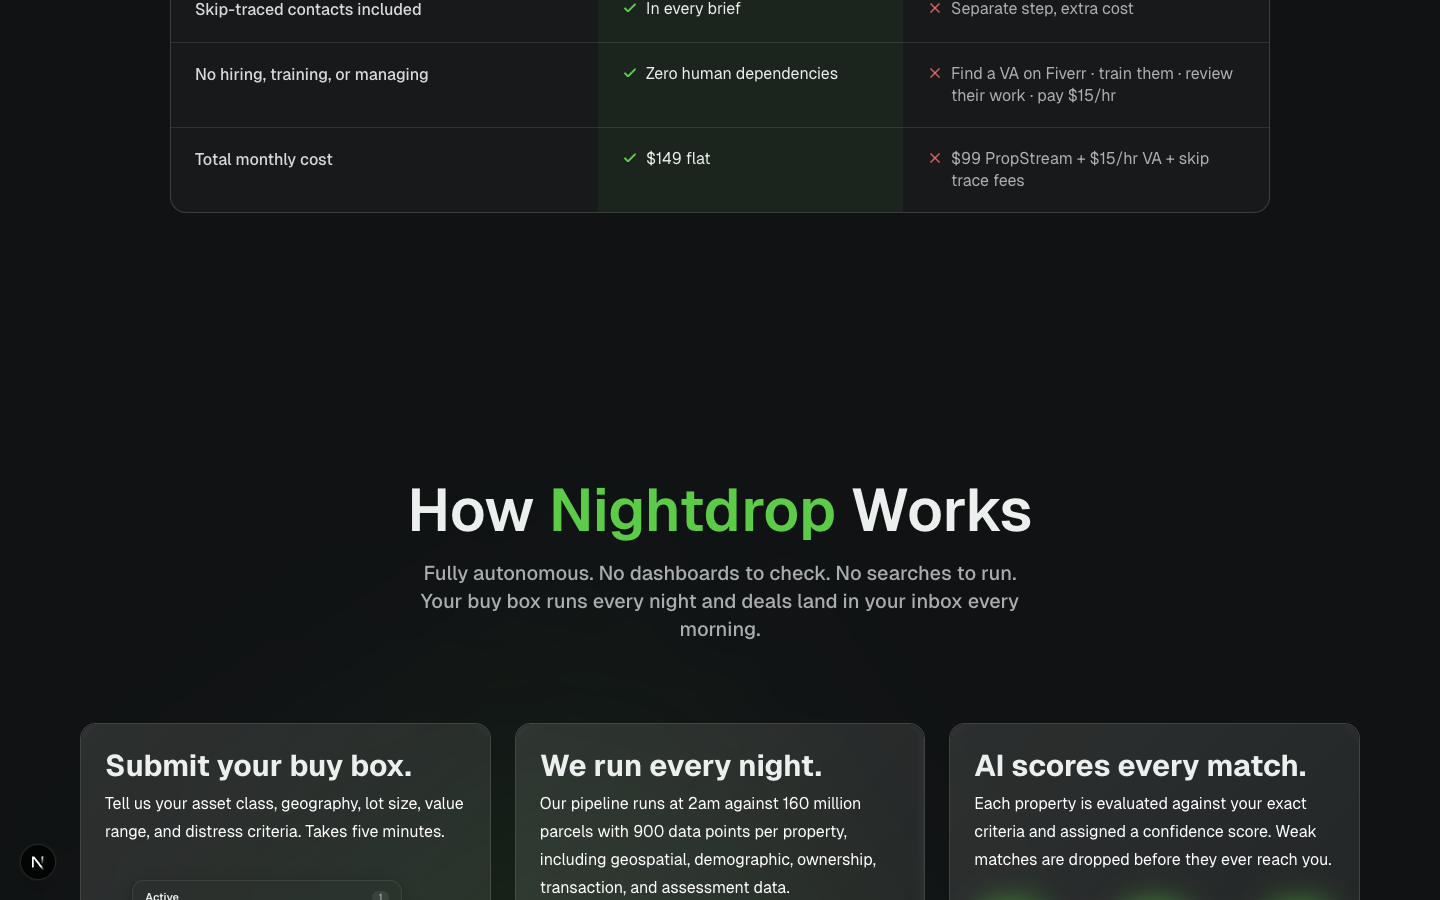 Skip-traced contacts included
In every brief
Separate step, extra cost
No hiring, training, or managing
Zero human dependencies
Find a VA on Fiverr · train them · review
their work · pay $15/hr
Total monthly cost
$149 flat
$99 PropStream + $15/hr VA + skip
trace fees
How Nightdrop Works
Fully autonomous. No dashboards to check. No searches to run.
Your buy box runs every night and deals land in your inbox every
morning.
Submit your buy box.
Tell us your asset class, geography, lot size, value
range, and distress criteria. Takes five minutes.
Active
1
We run every night.
Our pipeline runs at 2am against 160 million
parcels with 900 data points per property,
including geospatial, demographic, ownership,
transaction, and assessment data.
AI scores every match.
Each property is evaluated against your exact
criteria and assigned a confidence score. Weak
matches are dropped before they ever reach you.
N